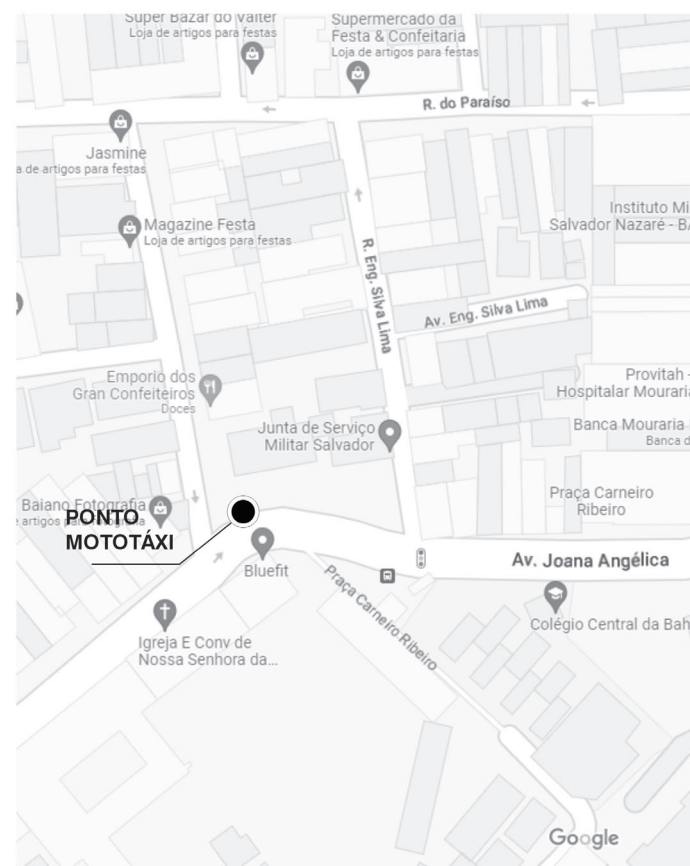 Super Bazar do Valter
Loja de artigos para festas
Supermercado da
Festa & Confeitaria
Loja de artigos para festas
R. do Paraíso
Jasmine
a de artigos para festas
Magazine Festa
Loja de artigos para festas
Instituto Mi
Salvador Nazaré - BA
R. Eng. Silva Lima
Av. Eng. Silva Lima
Emporio dos
Gran Confeiteiros
Doces
Provitah -
Hospitalar Mouraria
Junta de Serviço
Militar Salvador
Banca Mouraria
Banca d
Praça Carneiro
Ribeiro
Baiano Fotografia
e artigos para fotografia
PONTO
MOTOTÁXI
Bluefit
Av. Joana Angélica
Praça Carneiro Ribeiro
Colégio Central da Bah
Igreja E Conv de
Nossa Senhora da...
Google